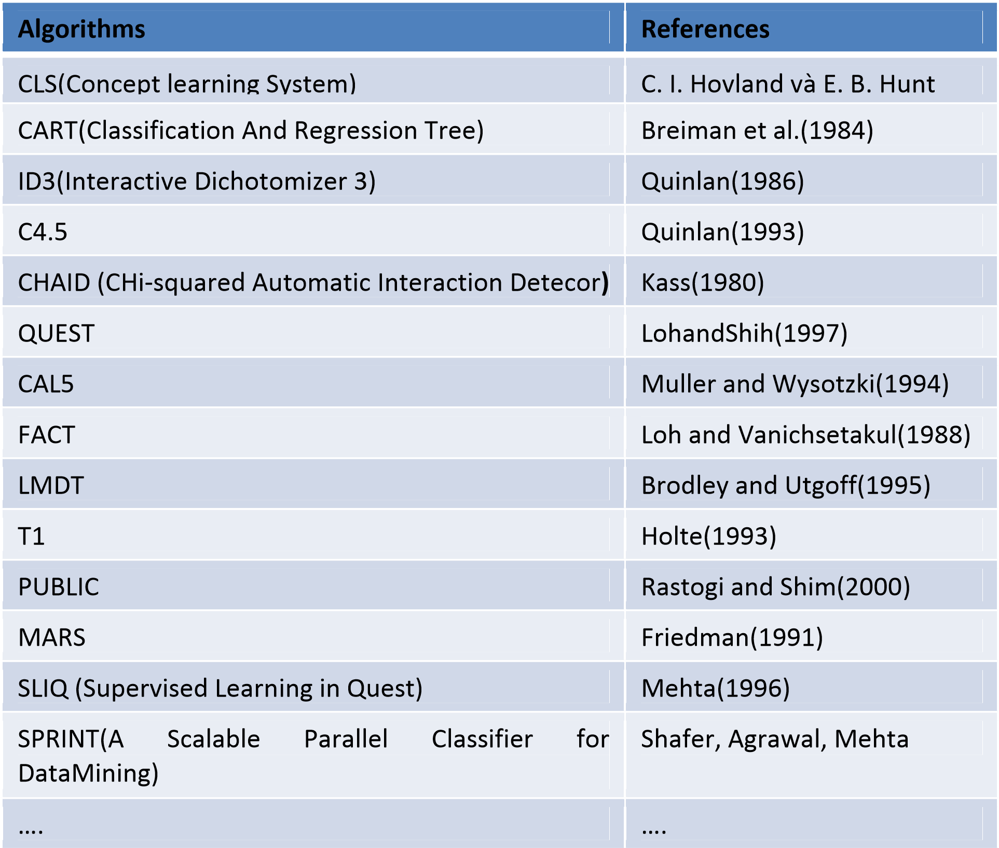 Algorithms References
CLS(Concept learning System) C. I. Hovland và E. B. Hunt
CART(Classification And Regression Tree) Breiman et al.(1984)
ID3(Interactive Dichotomizer 3) Quinlan(1986)
C4.5 Quinlan(1993)
CHAID (CHi-squared Automatic Interaction Detecor) Kass(1980)
QUEST LohandShih(1997)
CAL5 Muller and Wysotzki(1994)
FACT Loh and Vanichsetakul(1988)
LMDT Brodley and Utgoff(1995)
T1 Holte(1993)
PUBLIC Rastogi and Shim(2000)
MARS Friedman(1991)
SLIQ (Supervised Learning in Quest) Mehta(1996)
SPRINT(A Scalable Parallel Classifier for Shafer, Agrawal, Mehta
DataMining)
.... ....